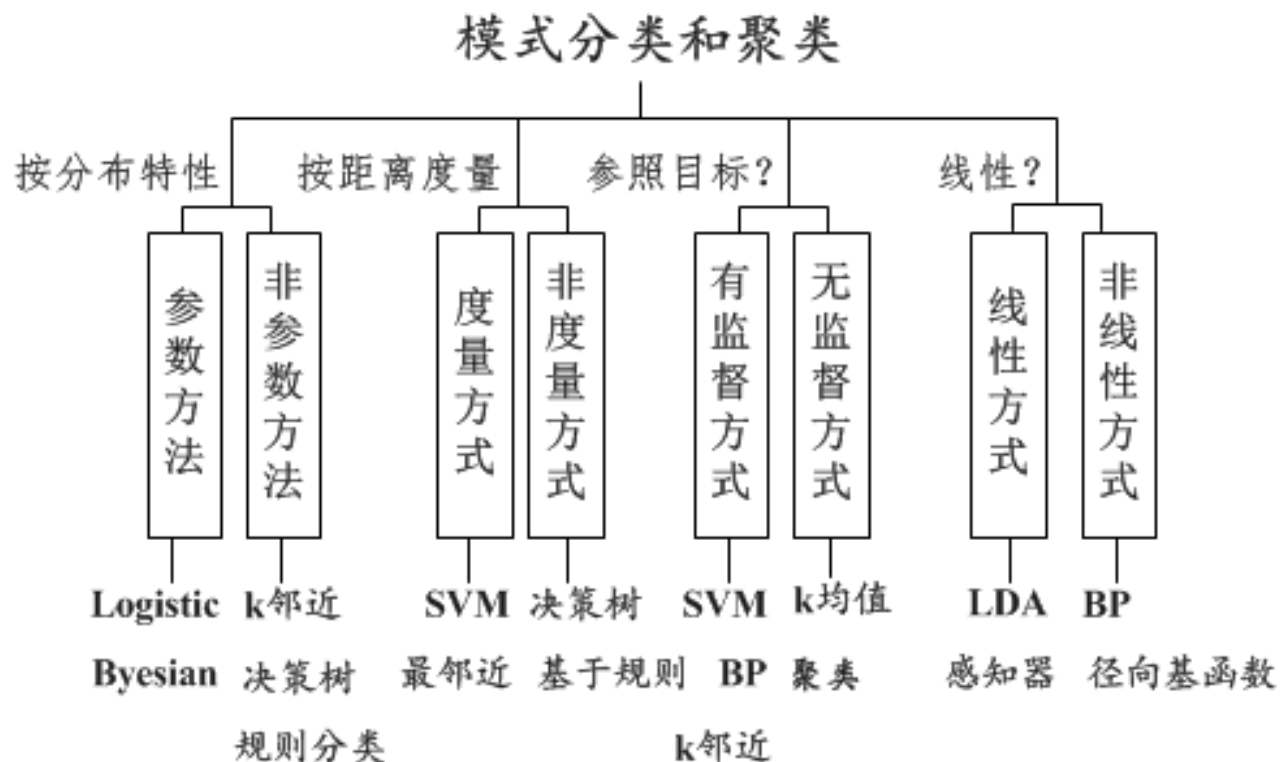 模式分类和聚类
按分布特性
按距离度量
参照目标?
线性?
参数方法
非参数方法
度量方式
非度量方式
有监督方式
无监督方式
线性方式
非线性方式
Logistic k邻近 SVM 决策树 SVM k均值 LDA BP
Byesian 决策树 最邻近 基于规则 BP 聚类 感知器 径向基函数
规则分类 k邻近